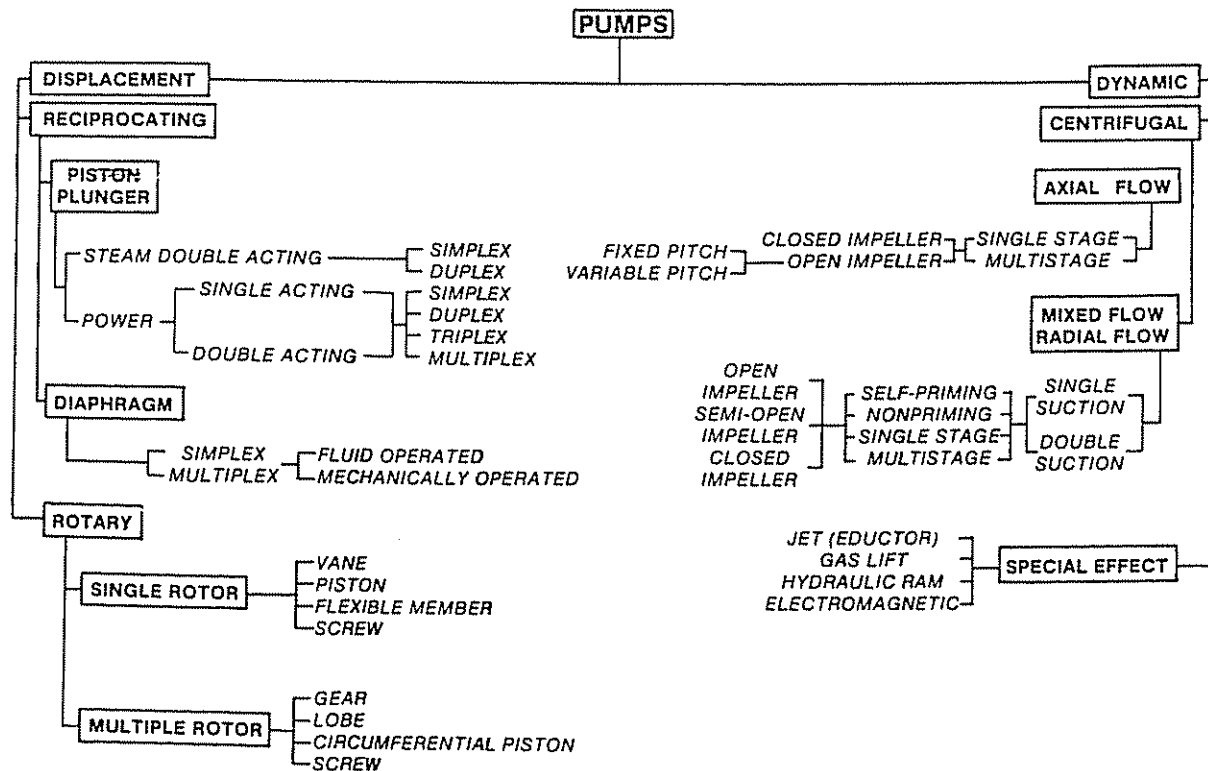 PUMPS
DISPLACEMENT
RECIPROCATING
PISTON
PLUNGER
STEAM DOUBLE ACTING
SIMPLEX
DUPLEX
POWER
SINGLE ACTING
DOUBLE ACTING
SIMPLEX
DUPLEX
TRIPLEX
MULTIPLEX
DIAPHRAGM
SIMPLEX
MULTIPLEX
FLUID OPERATED
MECHANICALLY OPERATED
ROTARY
SINGLE ROTOR
VANE
PISTON
FLEXIBLE MEMBER
SCREW
MULTIPLE ROTOR
GEAR
LOBE
CIRCUMFERENTIAL PISTON
SCREW
DYNAMIC
CENTRIFUGAL
AXIAL FLOW
SINGLE STAGE
MULTISTAGE
CLOSED IMPELLER
OPEN IMPELLER
FIXED PITCH
VARIABLE PITCH
MIXED FLOW
RADIAL FLOW
SINGLE
SUCTION
DOUBLE
SUCTION
SELF-PRIMING
NONPRIMING
SINGLE STAGE
MULTISTAGE
OPEN
IMPELLER
SEMI-OPEN
IMPELLER
CLOSED
IMPELLER
SPECIAL EFFECT
JET (EDUCTOR)
GAS LIFT
HYDRAULIC RAM
ELECTROMAGNETIC